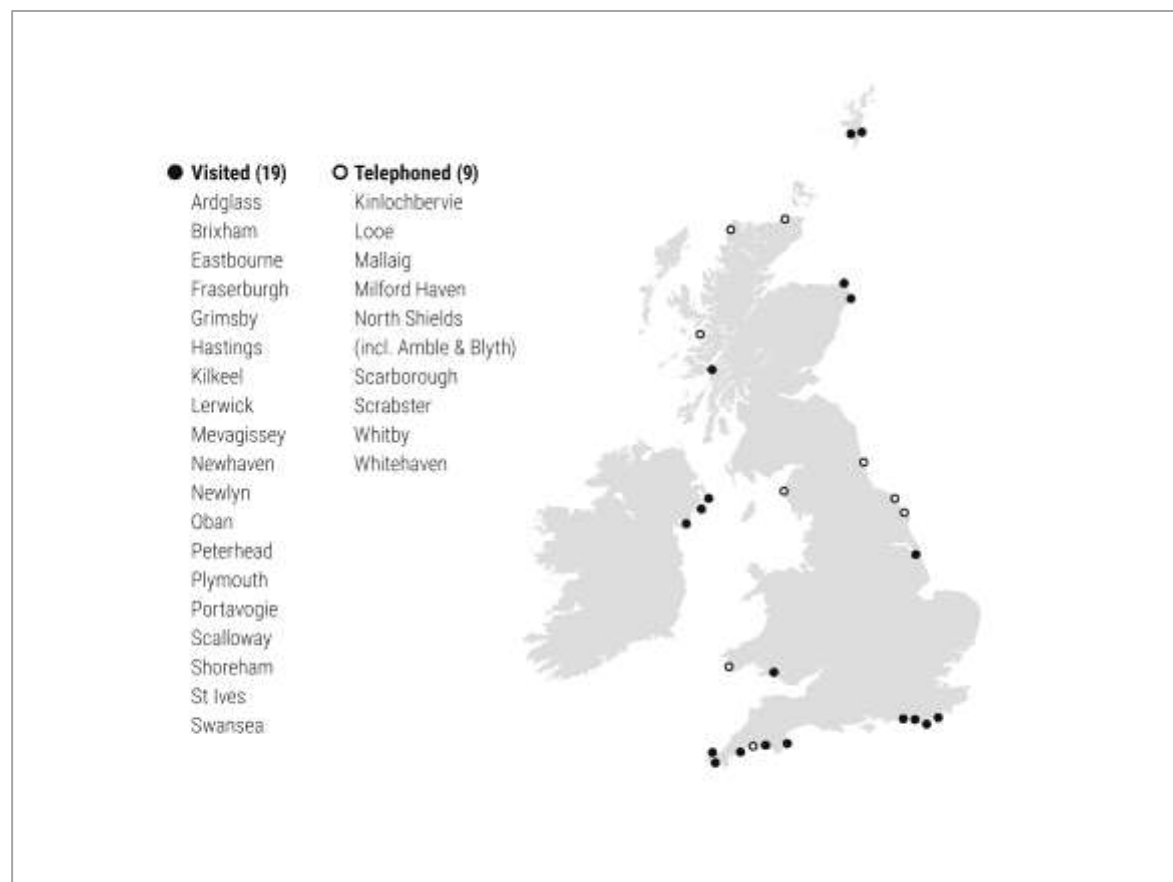 Visited (19)
Ardglass
Brixham
Eastbourne
Fraserburgh
Grimsby
Hastings
Kilkeel
Lerwick
Mevagissey
Newhaven
Newlyn
Oban
Peterhead
Plymouth
Portavogie
Scalloway
Shoreham
St Ives
Swansea
Telephoned (9)
Kinlochbervie
Looe
Mallaig
Milford Haven
North Shields
(incl. Amble & Blyth)
Scarborough
Scrabster
Whitby
Whitehaven